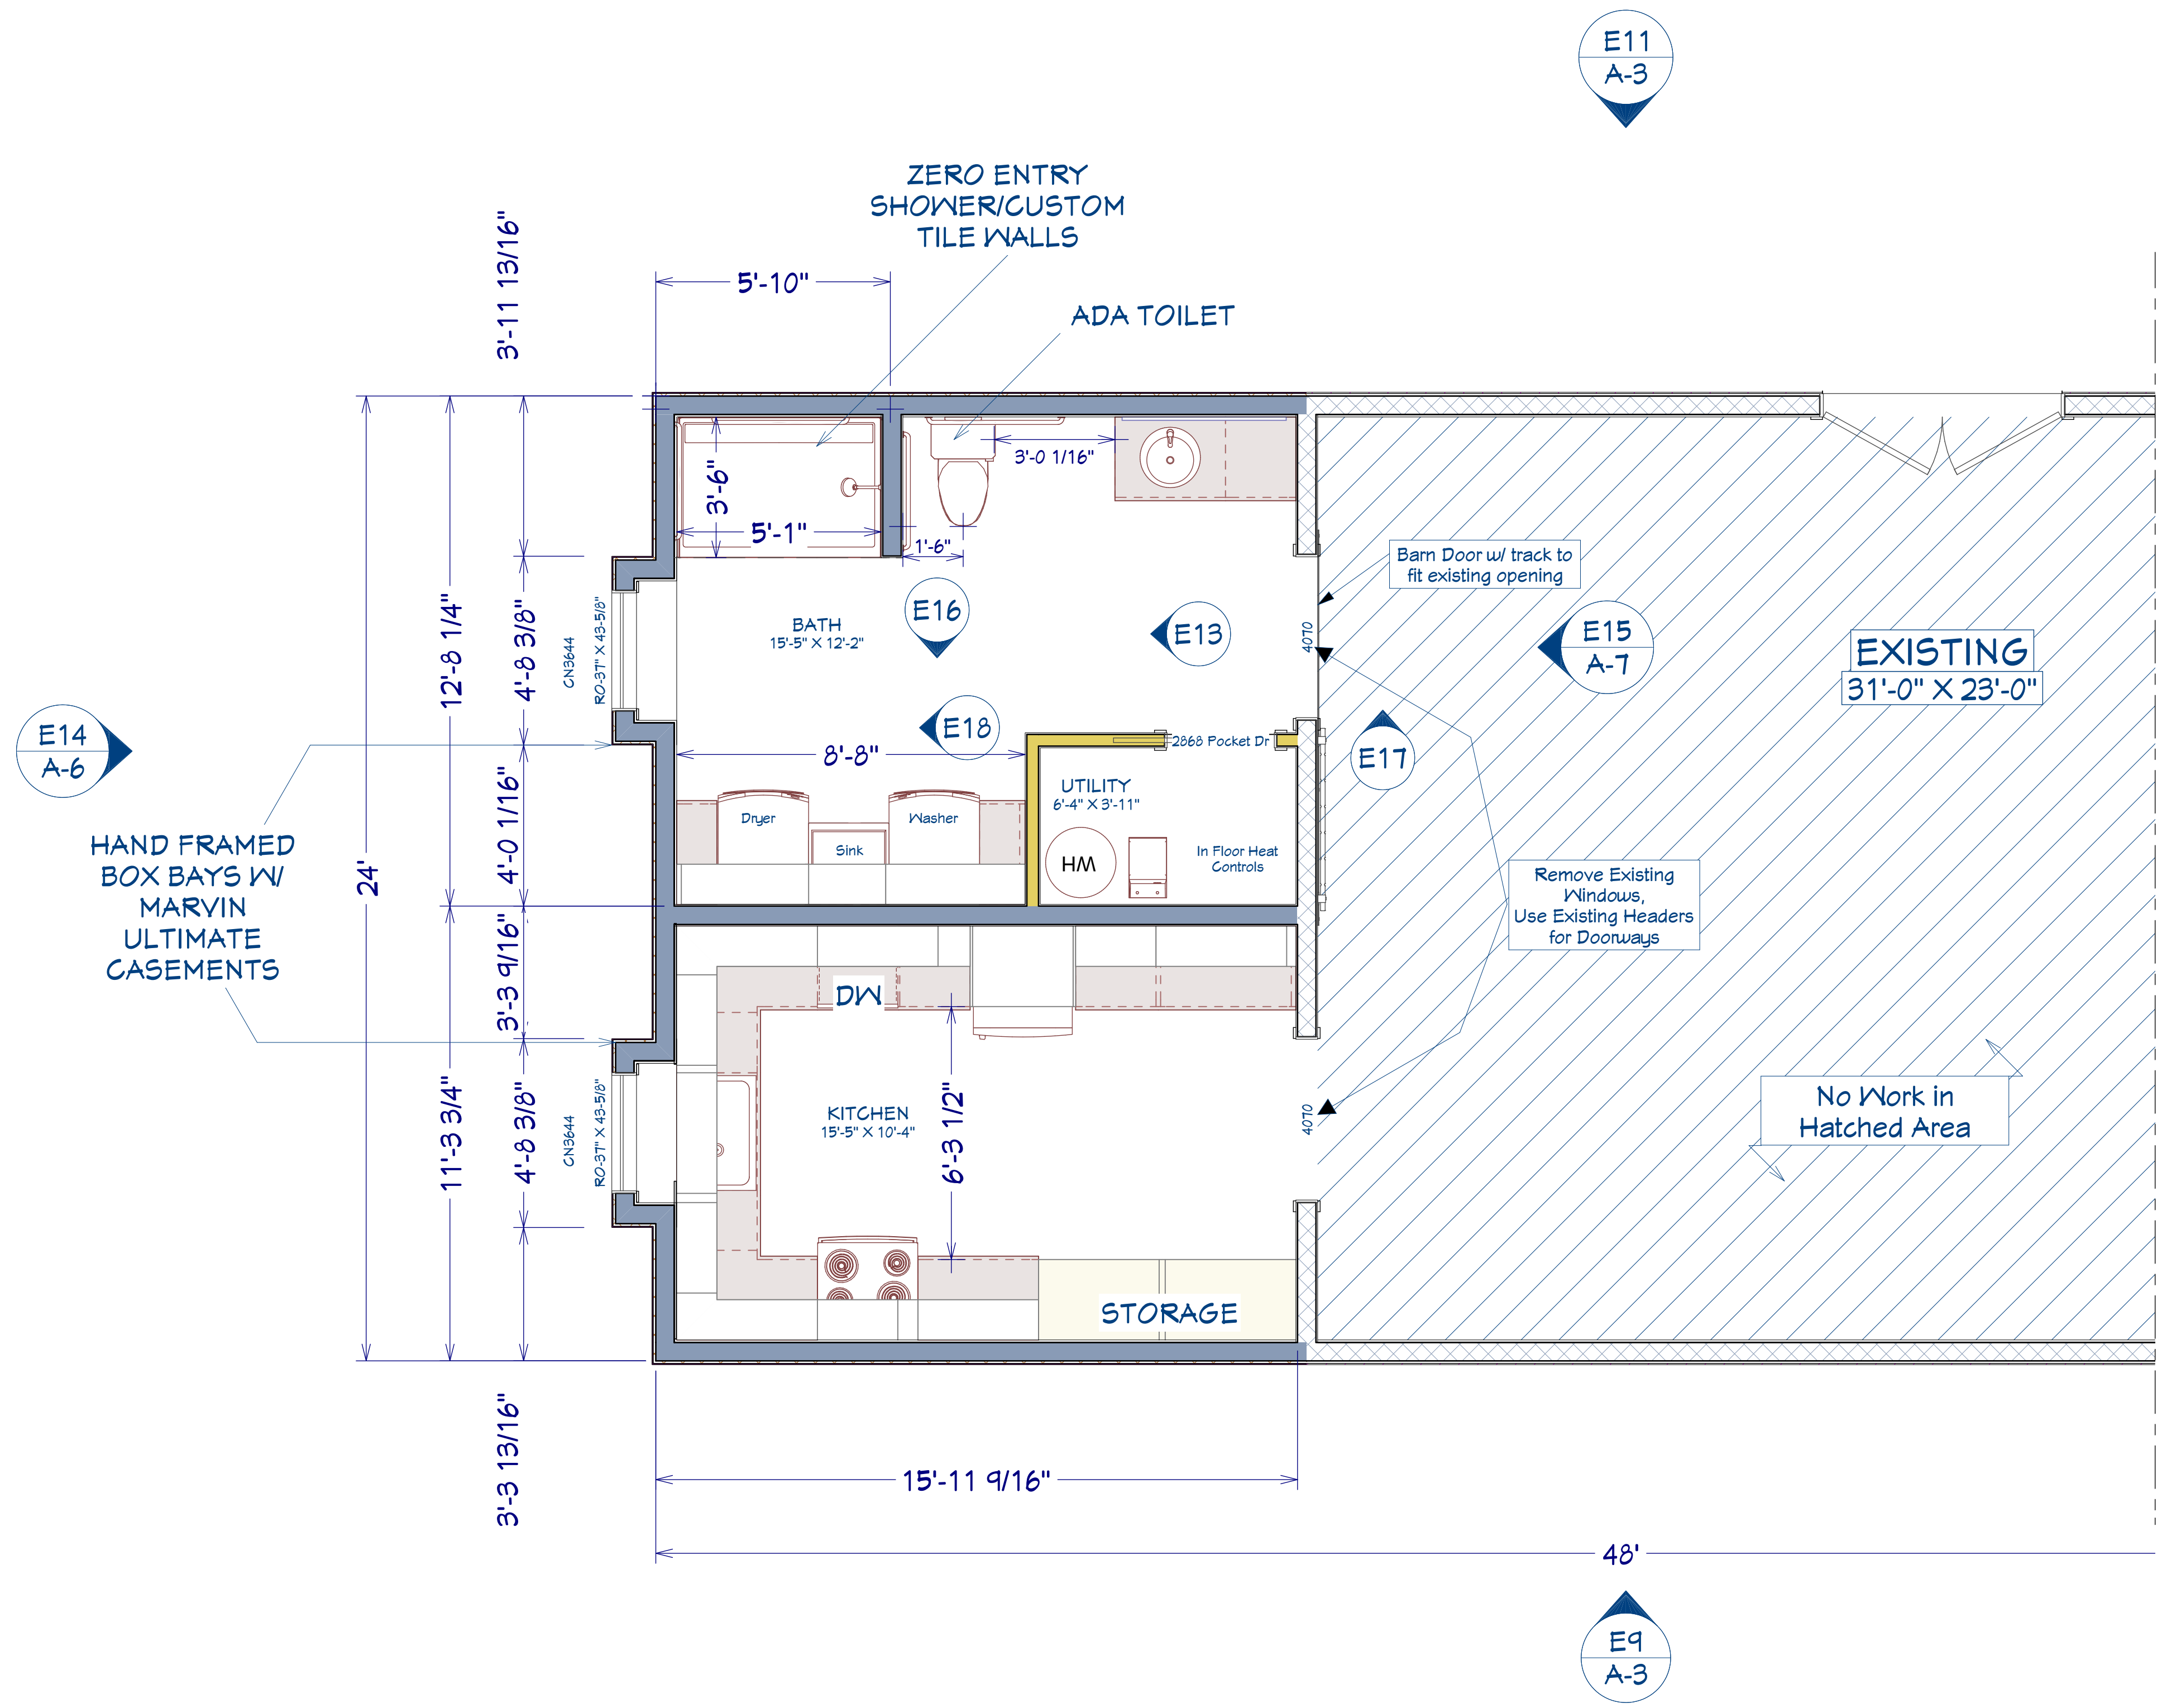 E11
A-3
ZERO ENTRY
SHOWER/CUSTOM
TILE WALLS
3'-11 13/16"
5'-10"
ADA TOILET
3'-0 1/16"
3'-6"
5'-1"
1'-6"
Barn Door w/ track to
fit existing opening
E16
E13
E15
A-7
BATH
15'-5" X 12'-2"
4070
EXISTING
31'-0" X 23'-0"
12'-8 1/4"
4'-8 3/8"
CN3644
RO-37" X 43-5/8"
E14
A-6
E18
8'-8"
2868 Pocket Dr
E17
UTILITY
6'-4" X 3'-11"
Dryer
Washer
Sink
WH
In Floor Heat
Controls
HAND FRAMED
BOX BAYS W/
MARVIN
ULTIMATE
CASEMENTS
24'
4'-0 1/16"
Remove Existing
Windows,
Use Existing Headers
for Doorways
3'-3 9/16"
DW
11'-3 3/4"
4'-8 3/8"
CN3644
RO-37" X 43-5/8"
KITCHEN
15'-5" X 10'-4"
6'-3 1/2"
4070
No Work in
Hatched Area
STORAGE
3'-3 13/16"
15'-11 9/16"
48'
E9
A-3